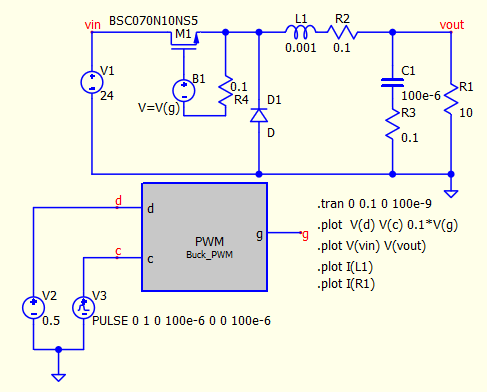 vin
BSC070N10NS5
M1
L1
0.001
R2
0.1
vout
V1
24
B1
V=V(g)
0.1
R4
D1
D
C1
100e-6
R3
0.1
R1
10
d
d
c
c
PWM
Buck_PWM
g
g
.tran 0 0.1 0 100e-9
.plot V(d) V(c) 0.1*V(g)
.plot V(vin) V(vout)
.plot I(L1)
.plot I(R1)
V2
0.5
V3
PULSE 0 1 0 100e-6 0 0 100e-6